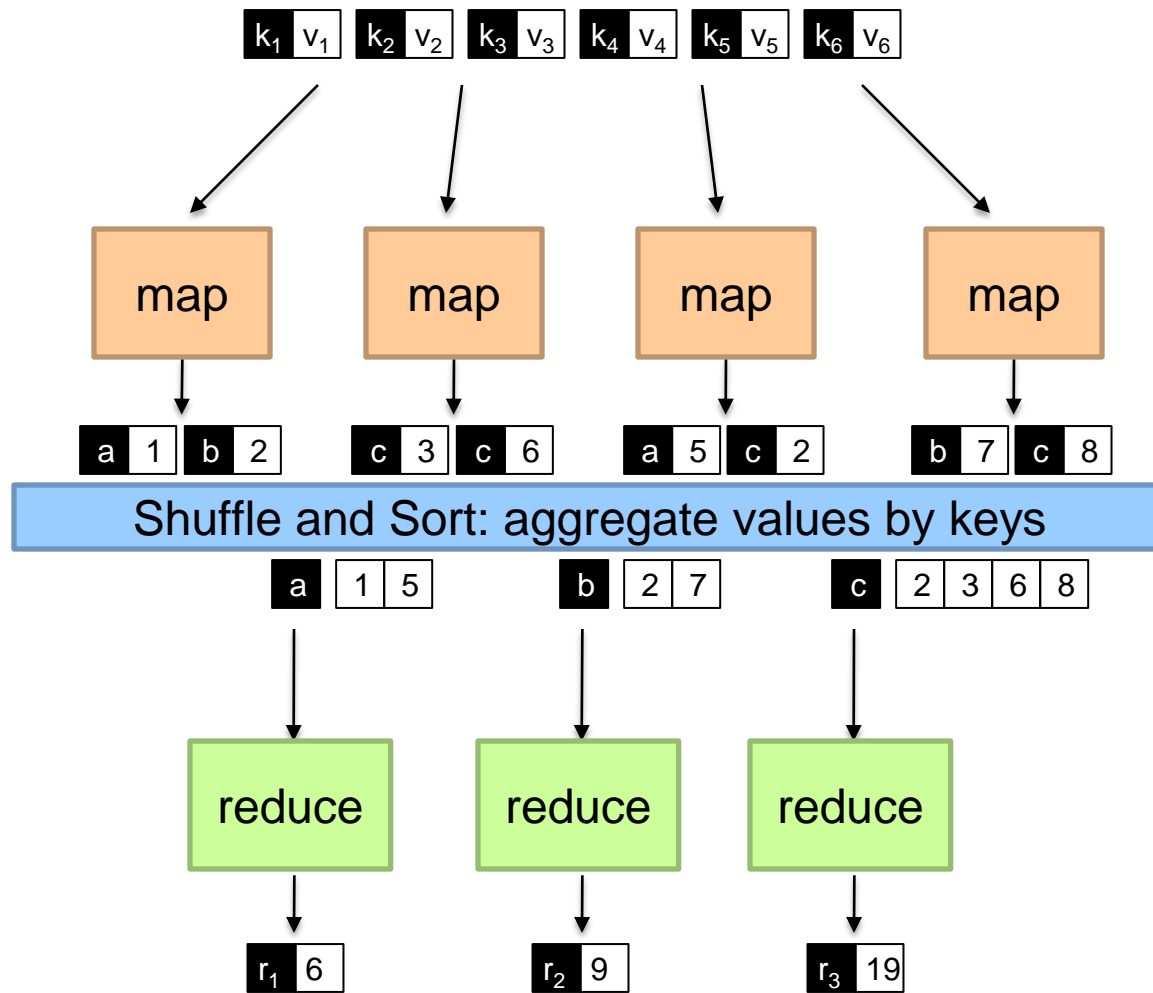 k₁ v₁ k₂ v₂ k₃ v₃ k₄ v₄ k₅ v₅ k₆ v₆
map map map map
a 1 b 2 c 3 c 6 a 5 c 2 b 7 c 8
Shuffle and Sort: aggregate values by keys
a 1 5 b 2 7 c 2 3 6 8
reduce reduce reduce
r₁ 6 r₂ 9 r₃ 19